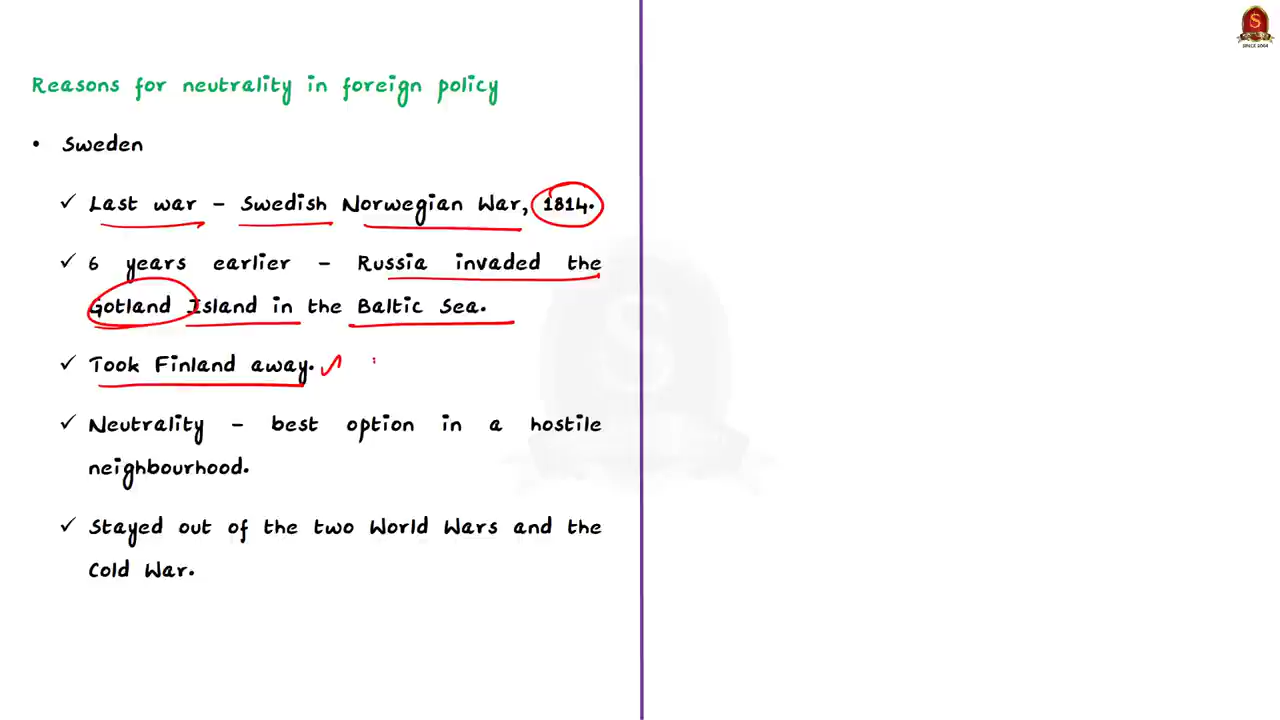 Reasons for neutrality in foreign policy
• Sweden
✓ Last war – Swedish Norwegian War, 1814.
✓ 6 years earlier – Russia invaded the
Gotland Island in the Baltic Sea.
✓ Took Finland away.
✓ Neutrality – best option in a hostile
neighbourhood.
✓ Stayed out of the two World Wars and the
Cold War.
S
SINCE 2004